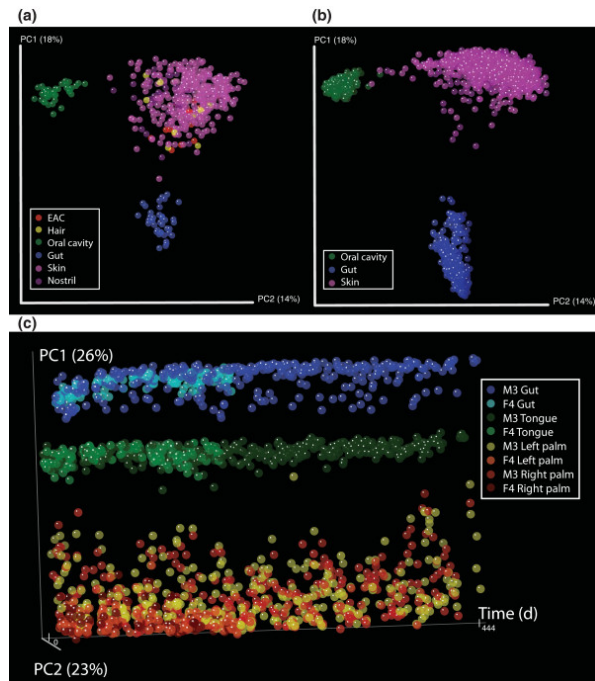 (a)
PC1 (18%)
EAC
Hair
Oral cavity
Gut
Skin
Nostril
PC2 (14%)
(b)
PC1 (18%)
Oral cavity
Gut
Skin
PC2 (14%)
(c)
PC1 (26%)
M3 Gut
F4 Gut
M3 Tongue
F4 Tongue
M3 Left palm
F4 Left palm
M3 Right palm
F4 Right palm
Time (d)
444
0
PC2 (23%)